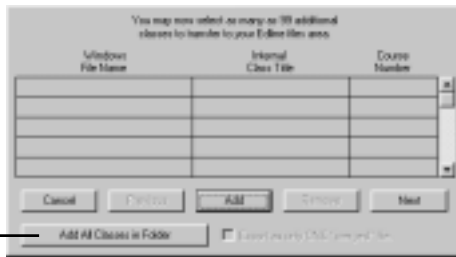 You may now select as many as 99 additional
classes to transfer to your Edline files area.
Windows Internal Course
File Name Class Title Number
Cancel Previous Add Remove Next
Add All Classes in Folder